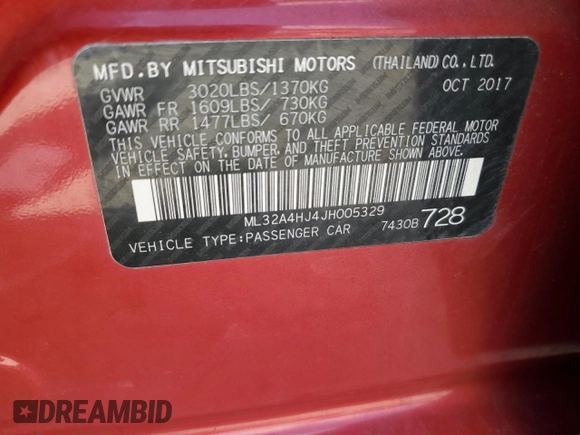 MFD.BY MITSUBISHI MOTORS (THAILAND)CO.,LTD.
GVWR 3020LBS/1370KG OCT 2017
GAWR FR 1609LBS/ 730KG
GAWR RR 1477LBS/ 670KG
THIS VEHICLE CONFORMS TO ALL APPLICABLE FEDERAL MOTOR
VEHICLE SAFETY, BUMPER, AND THEFT PREVENTION STANDARDS
IN EFFECT ON THE DATE OF MANUFACTURE SHOWN ABOVE.
ML32A4HJ4JH005329
VEHICLE TYPE:PASSENGER CAR 7430B 728
DREAMBID